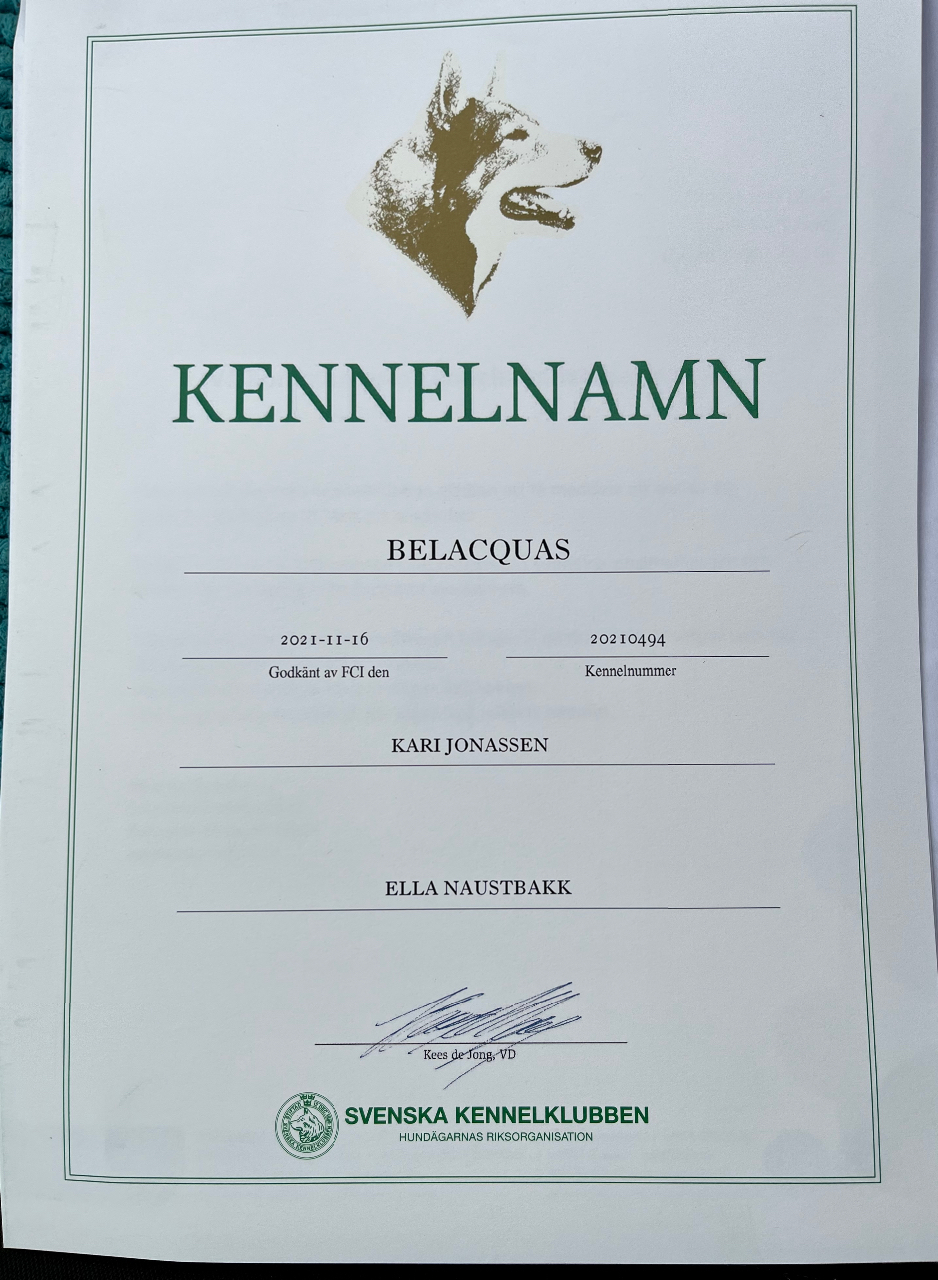 KENNELNAMN
BELACQUAS
2021-11-16
20210494
Godkänt av FCI den
Kennelnummer
KARI JONASSEN
ELLA NAUSTBAKK
Kees de Jong, VD
SVENSKA KENNELKLUBBEN
HUNDÄGARNAS RIKSORGANISATION